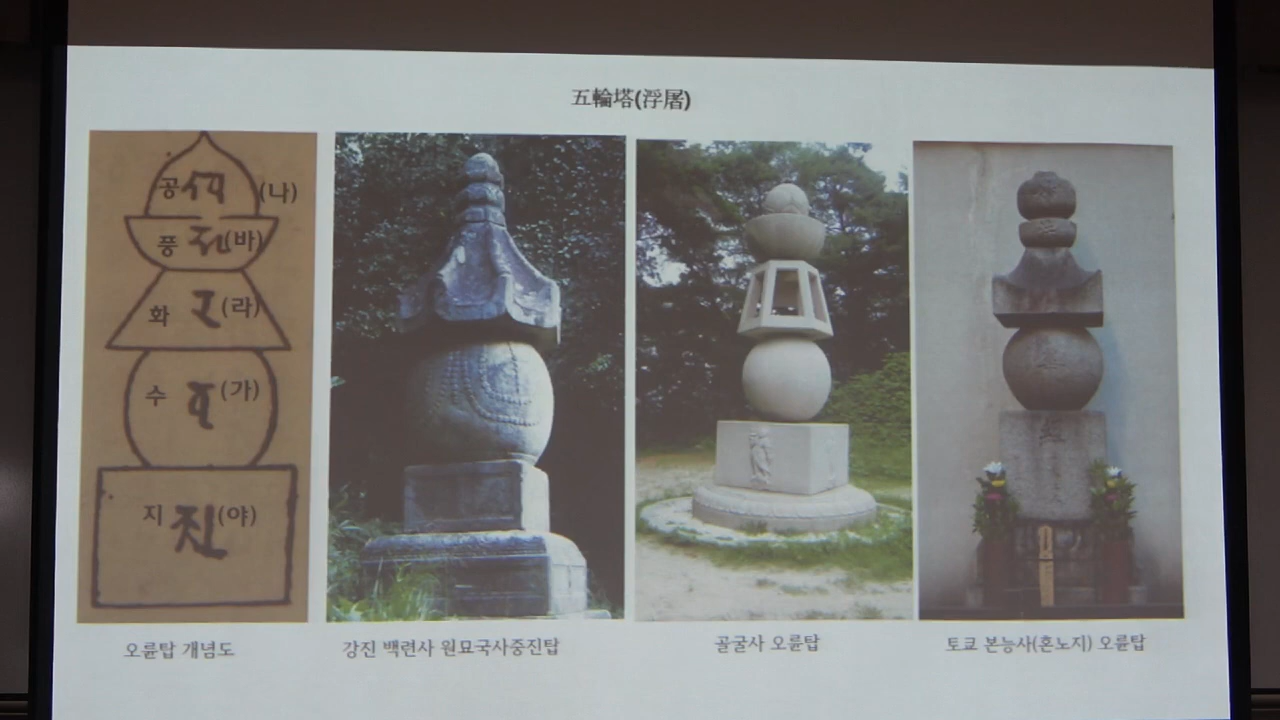 五輪塔(浮屠)
공 (나)
풍 (바)
화 (라)
수 (가)
지 (야)
오륜탑 개념도
강진 백련사 원묘국사중진탑
골굴사 오륜탑
토쿄 본능사(혼노지) 오륜탑